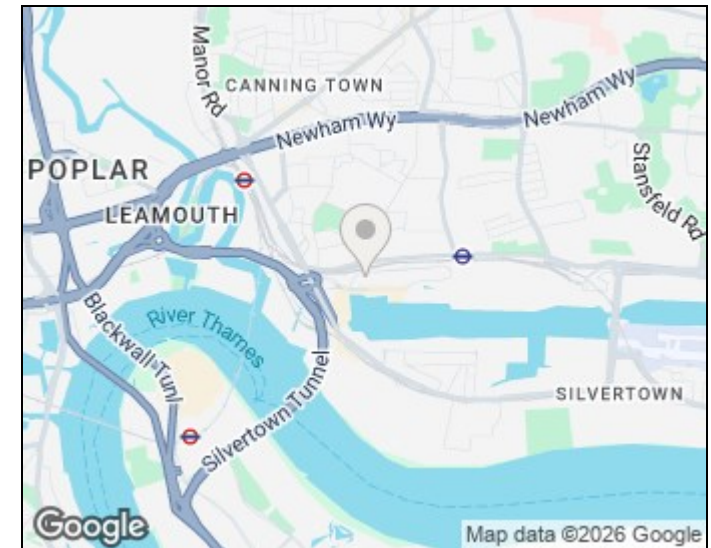 Manor Rd
CANNING TOWN
Newham Wy
Newham Wy
POPLAR
Stansfeld Rd
LEAMOUTH
Blackwall Tunl
River Thames
Silvertown Tunnel
SILVERTOWN
Google
Map data ©2026 Google